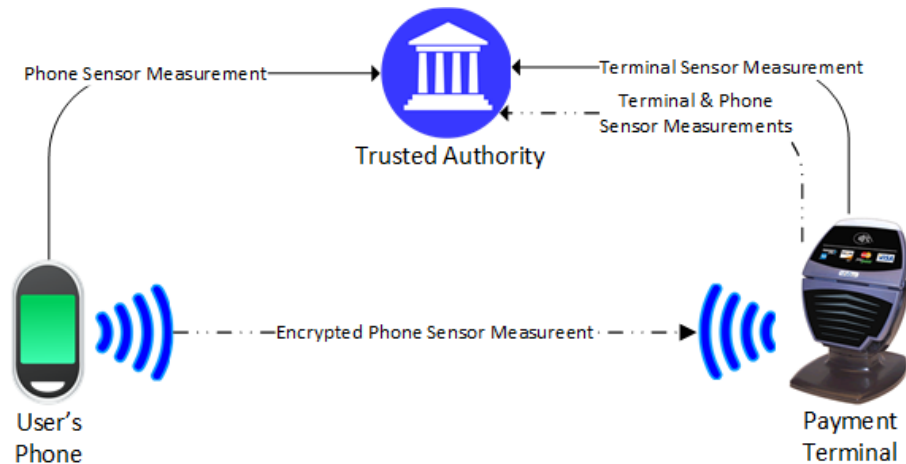 Phone Sensor Measurement
Terminal Sensor Measurement
Terminal & Phone
Sensor Measurements
Trusted Authority
Encrypted Phone Sensor Measureent
User's
Phone
Payment
Terminal
VISA